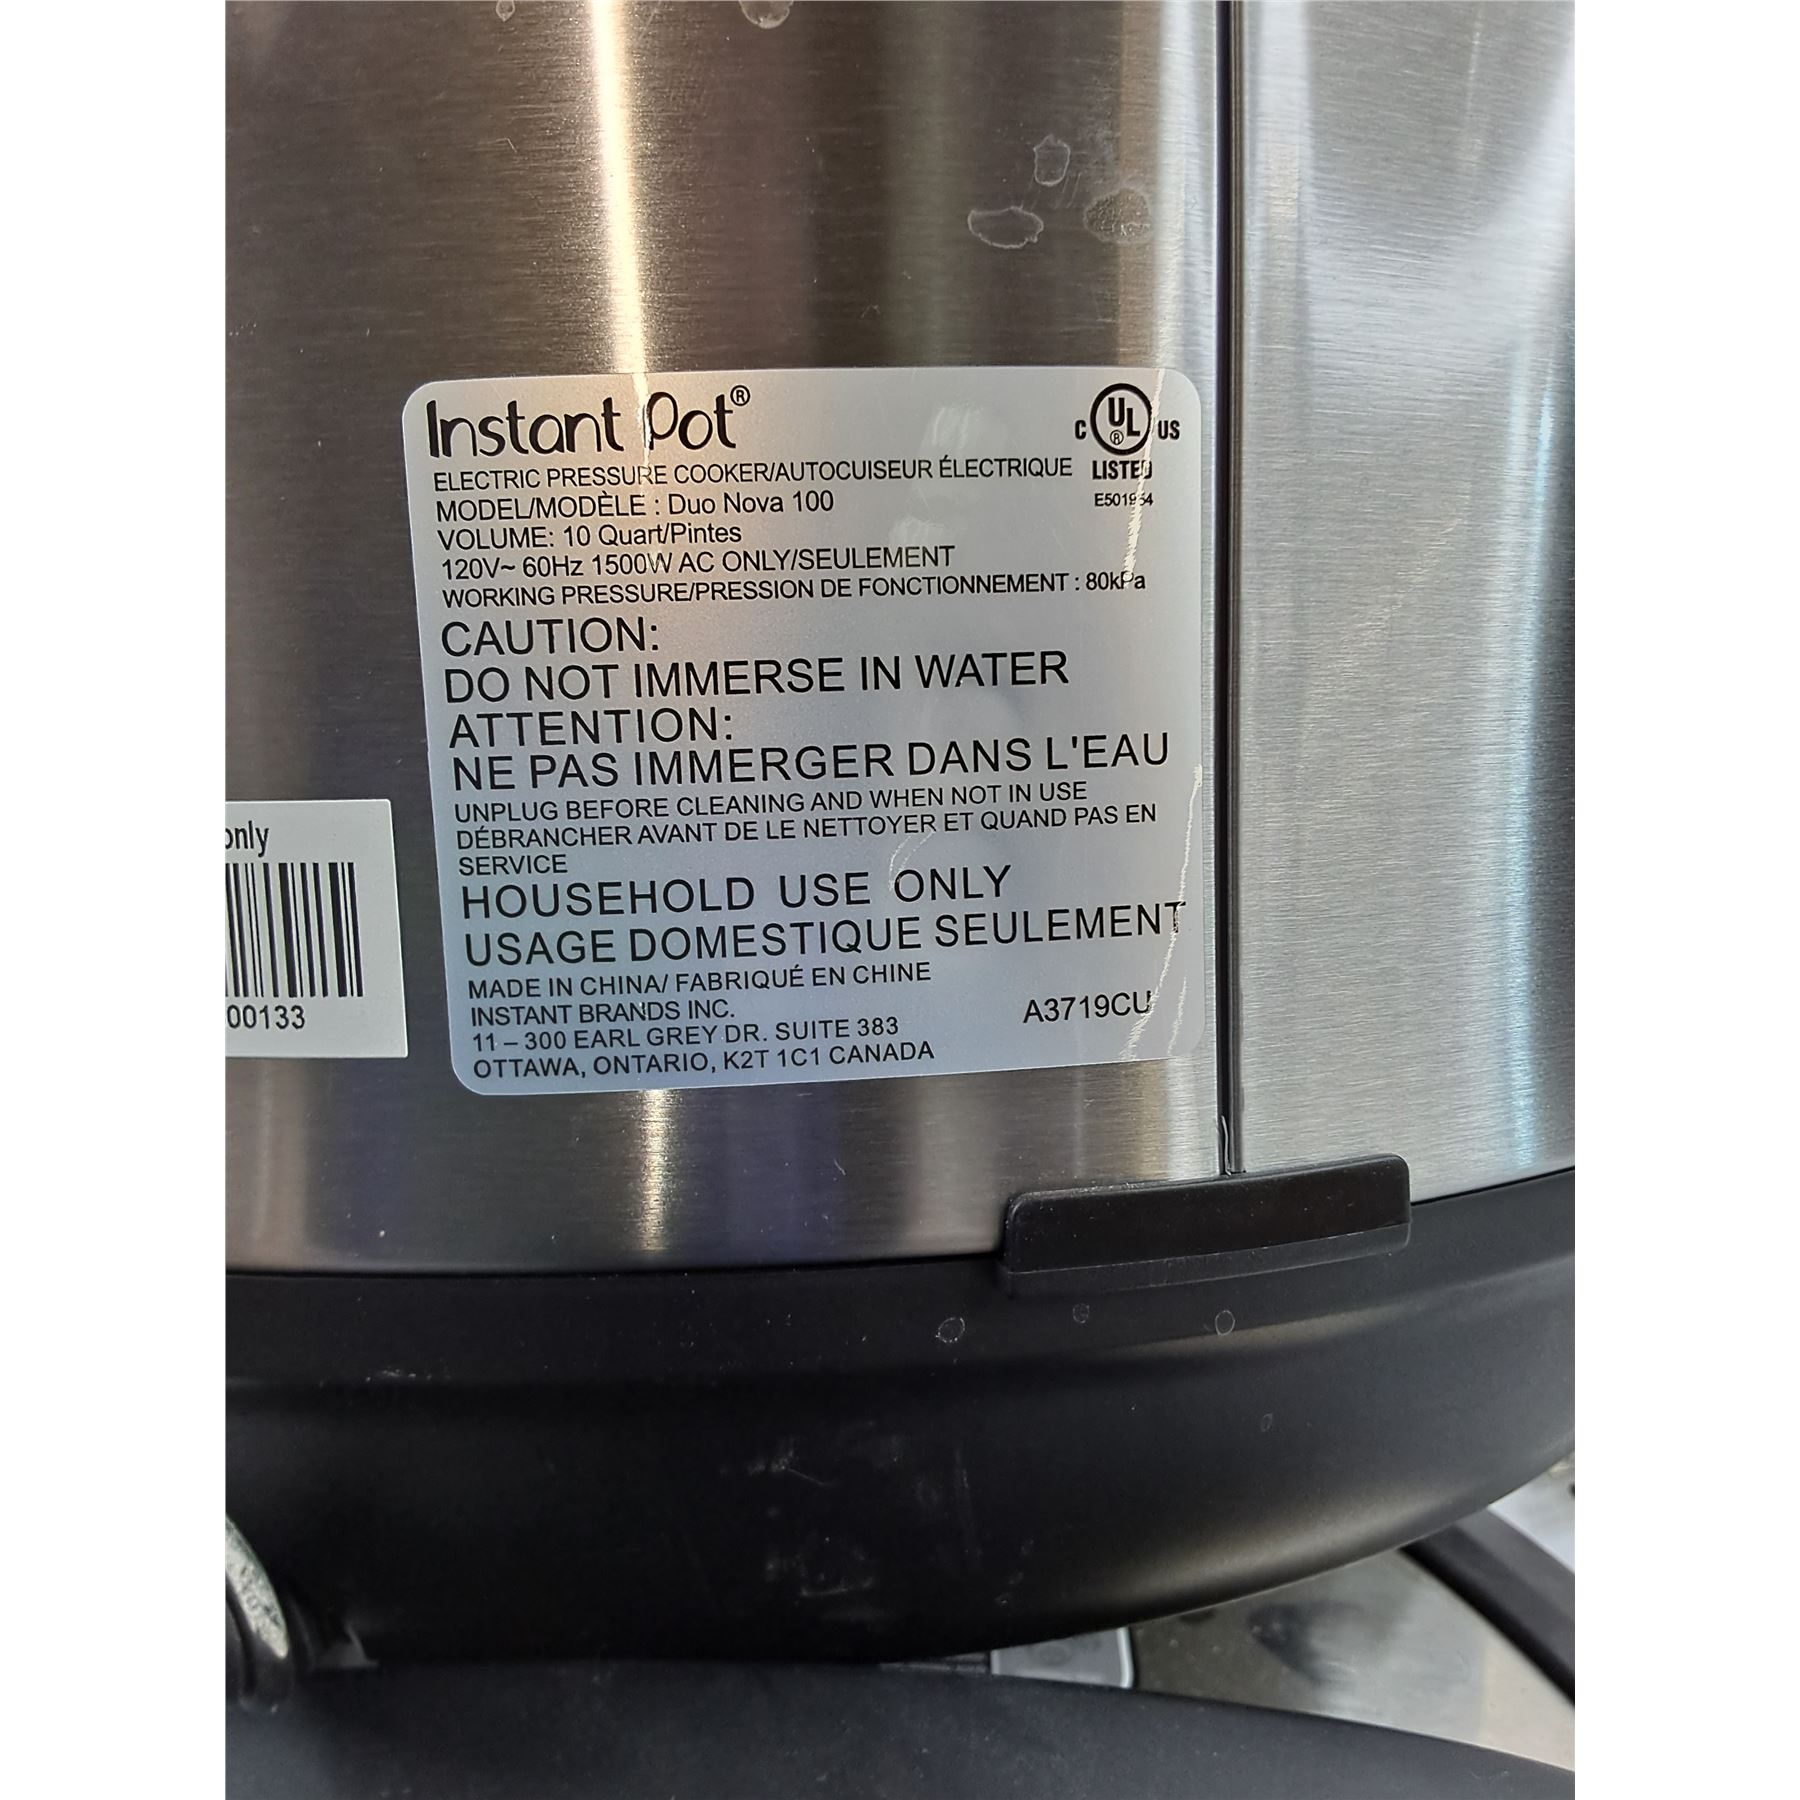 Instant Pot®
C UL® US
LISTED
E501964
ELECTRIC PRESSURE COOKER/AUTOCUISEUR ÉLECTRIQUE
MODEL/MODÈLE : Duo Nova 100
VOLUME: 10 Quart/Pintes
120V~ 60Hz 1500W AC ONLY/SEULEMENT
WORKING PRESSURE/PRESSION DE FONCTIONNEMENT : 80kPa
CAUTION:
DO NOT IMMERSE IN WATER
ATTENTION:
NE PAS IMMERGER DANS L'EAU
UNPLUG BEFORE CLEANING AND WHEN NOT IN USE
DÉBRANCHER AVANT DE LE NETTOYER ET QUAND PAS EN
SERVICE
HOUSEHOLD USE ONLY
USAGE DOMESTIQUE SEULEMENT
MADE IN CHINA/ FABRIQUÉ EN CHINE
INSTANT BRANDS INC.
11 – 300 EARL GREY DR. SUITE 383
OTTAWA, ONTARIO, K2T 1C1 CANADA
A3719CU
only
00133